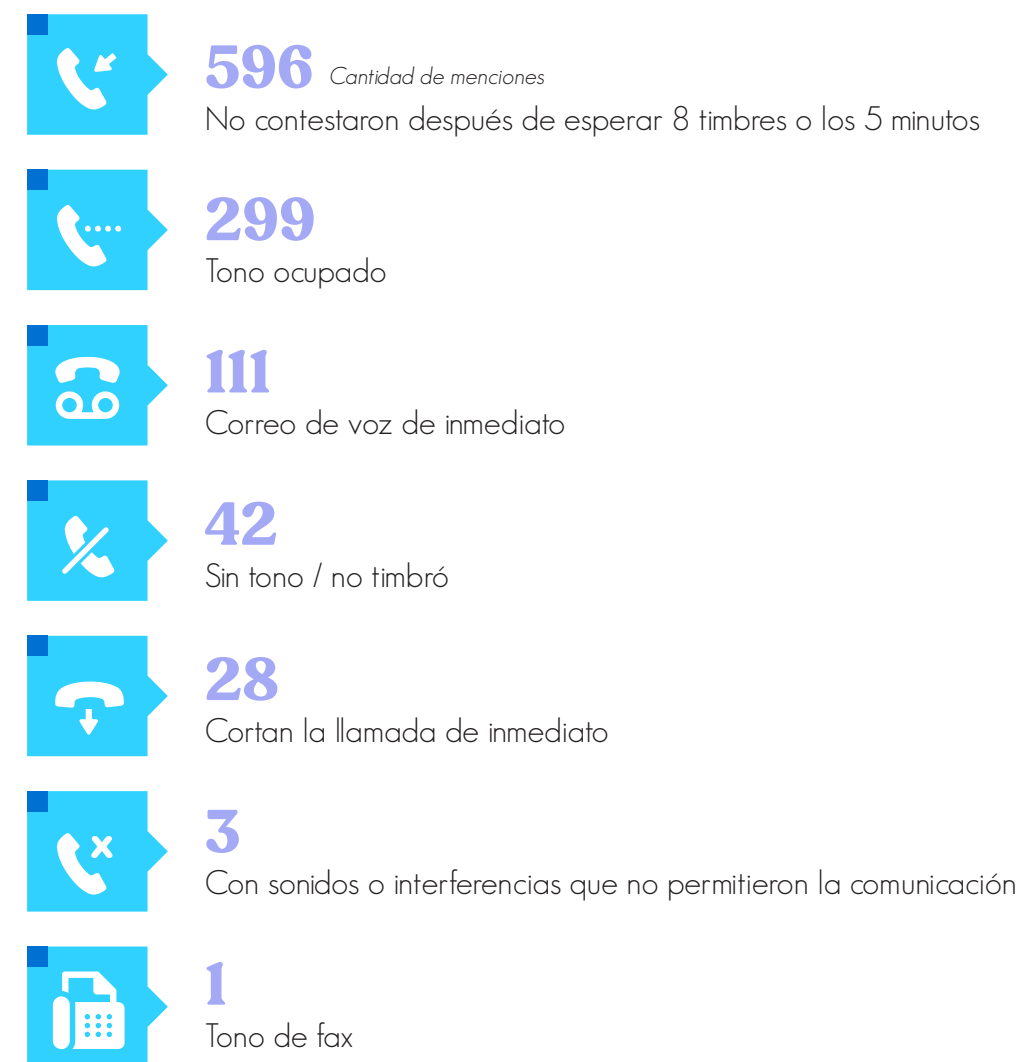 596 Cantidad de menciones
No contestaron después de esperar 8 timbres o los 5 minutos
299
Tono ocupado
111
Correo de voz de inmediato
42
Sin tono / no timbró
28
Cortan la llamada de inmediato
3
Con sonidos o interferencias que no permitieron la comunicación
1
Tono de fax